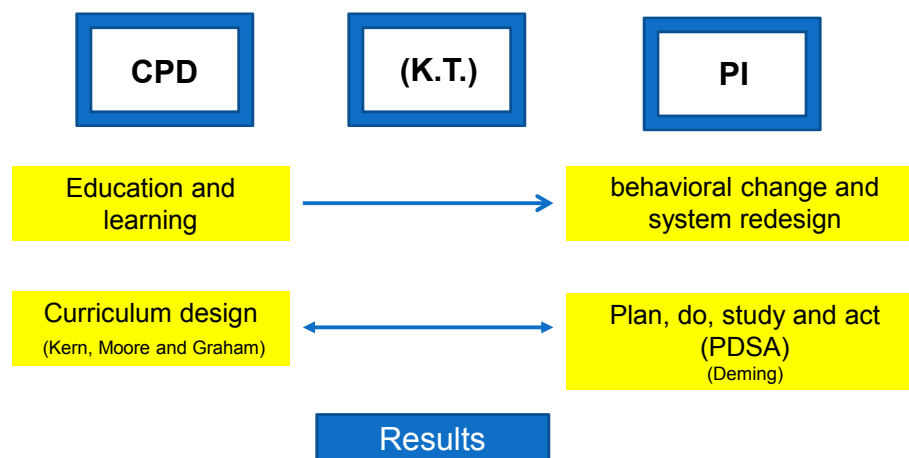 CPD
(K.T.)
PI
Education and
learning
behavioral change and
system redesign
Curriculum design
(Kern, Moore and Graham)
Plan, do, study and act
(PDSA)
(Deming)
Results